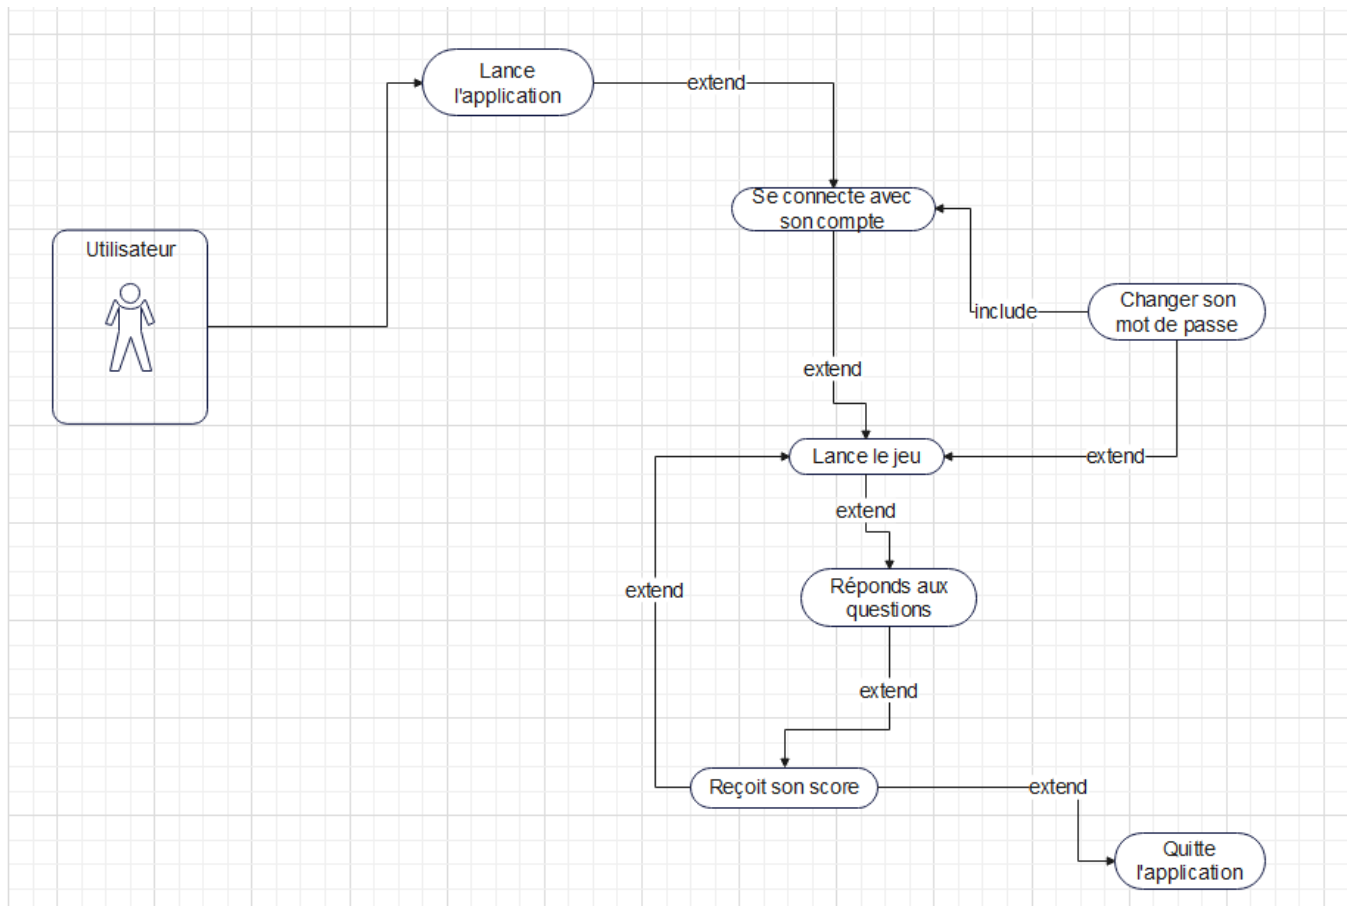 Lance
l'application
extend
Se connecte avec
son compte
Utilisateur
Changer son
mot de passe
include
extend
Lance le jeu
extend
extend
Réponds aux
questions
extend
extend
Reçoit son score
extend
Quitte
l'application